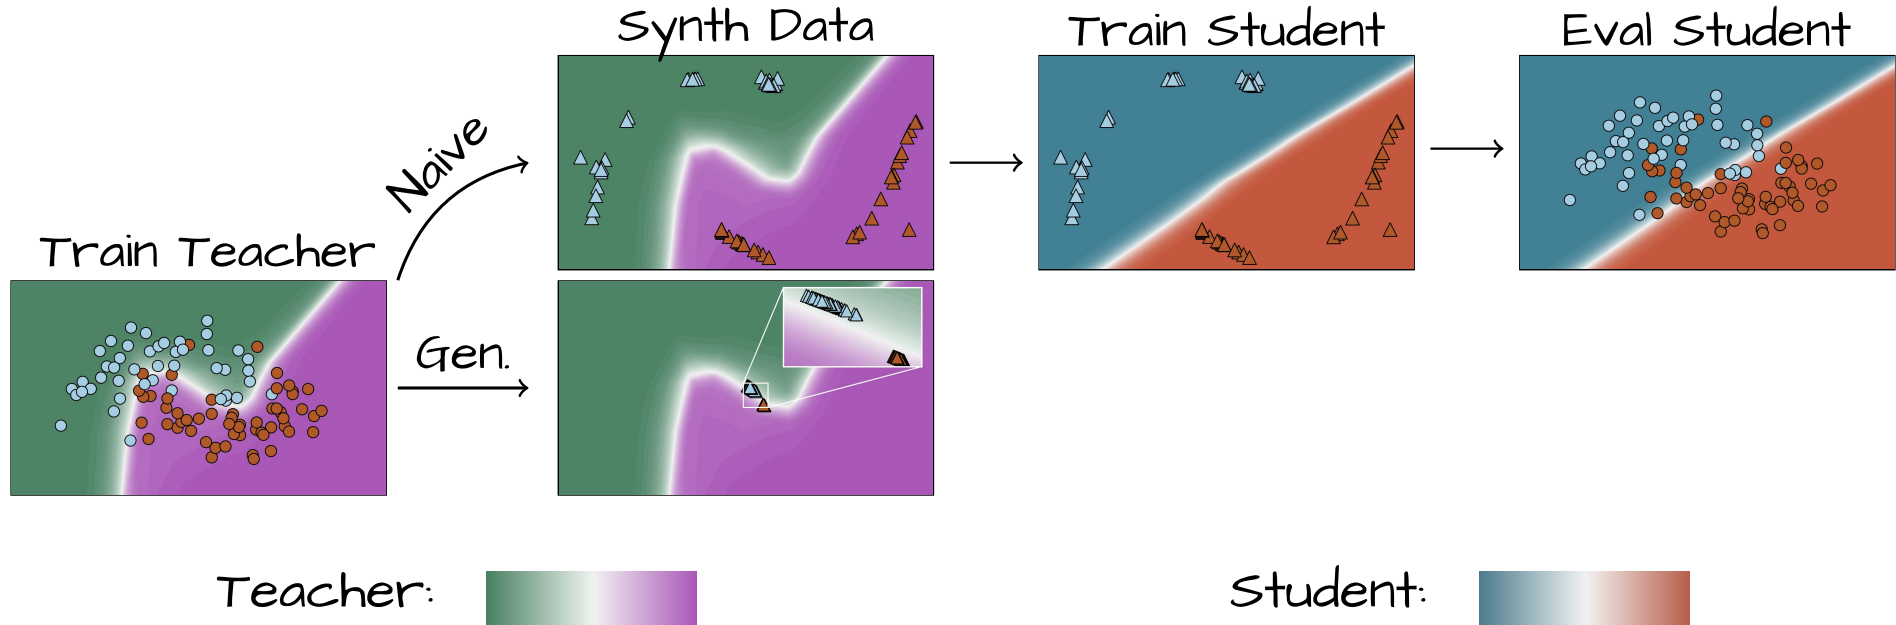 Synth Data
Train Student
Eval Student
Naive
Train Teacher
Gen.
Teacher:
Student: